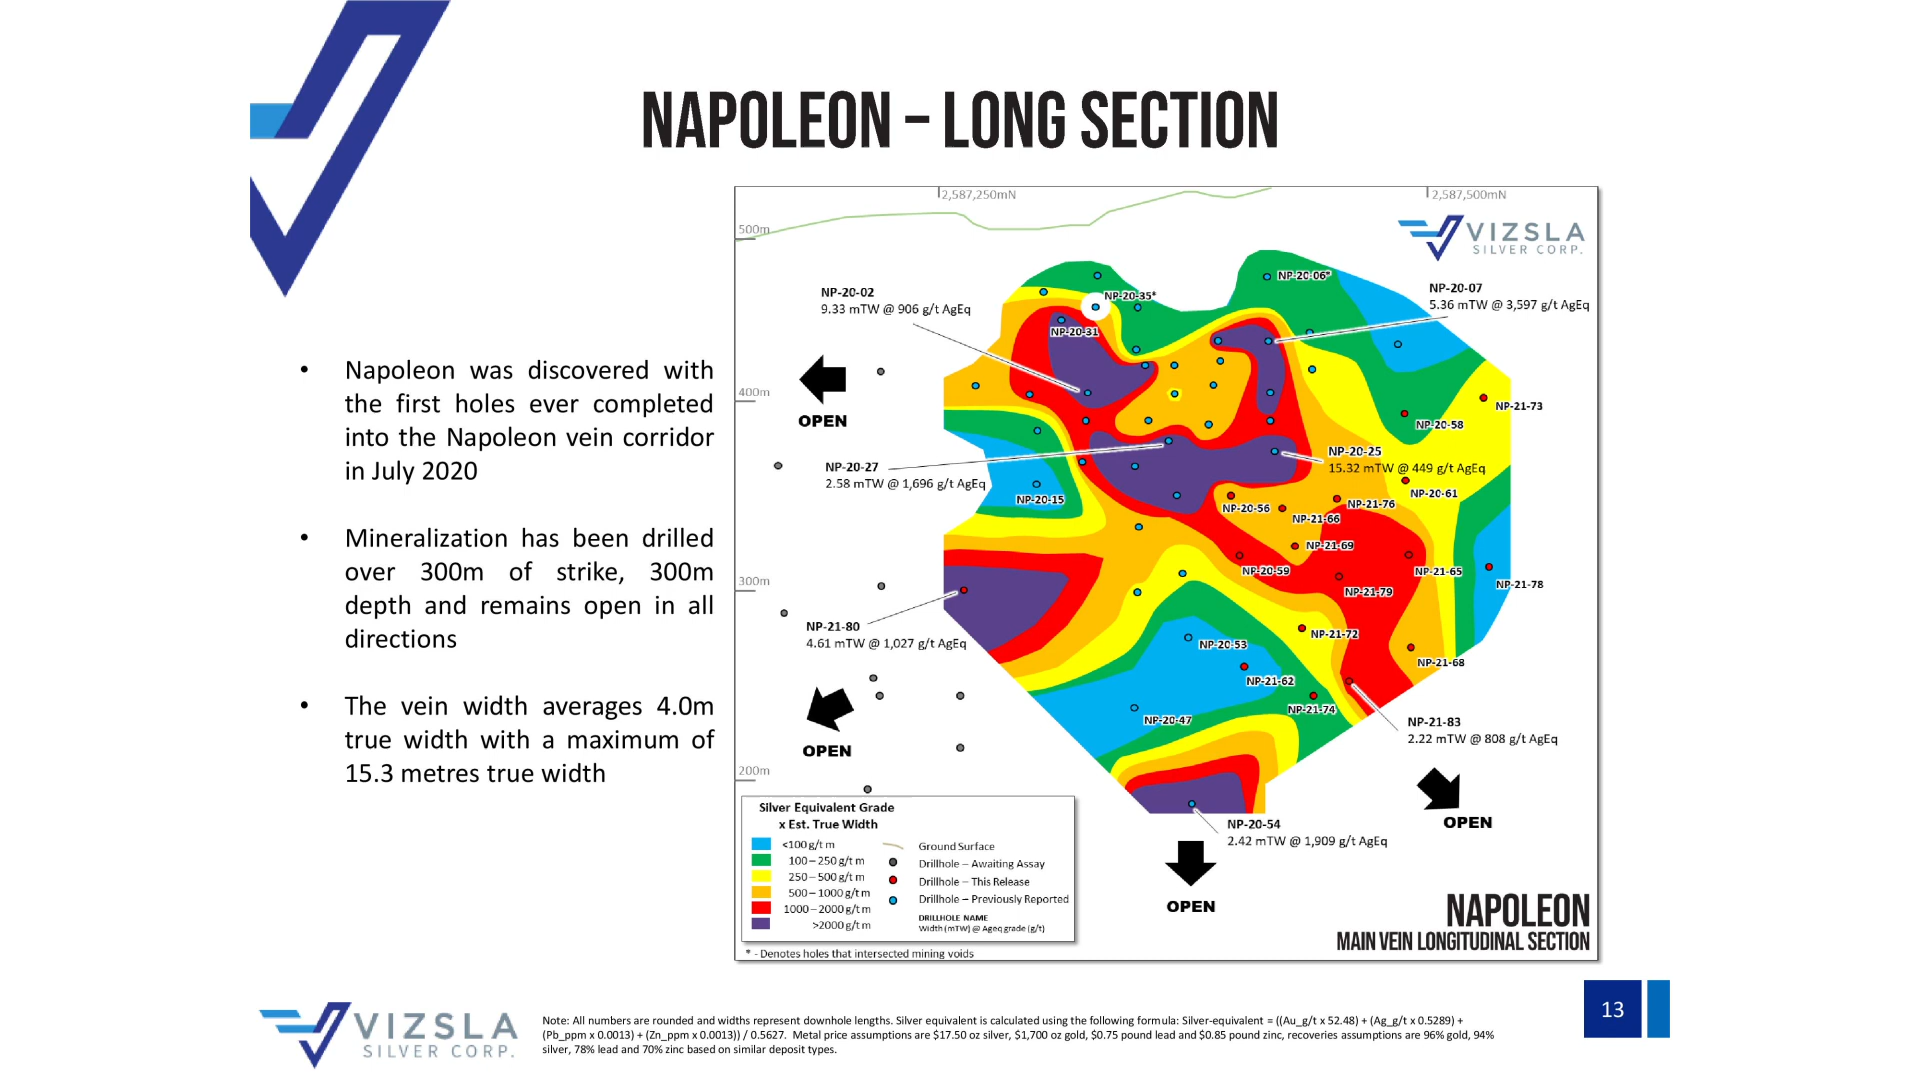 NAPOLEON – LONG SECTION
• Napoleon was discovered with
the first holes ever completed
into the Napoleon vein corridor
in July 2020
• Mineralization has been drilled
over 300m of strike, 300m
depth and remains open in all
directions
• The vein width averages 4.0m
true width with a maximum of
15.3 metres true width
2,587,250mN
2,587,500mN
500m
400m
300m
200m
VIZSLA
SILVER CORP.
NP-20-06*
NP-20-02
9.33 mTW @ 906 g/t AgEq
NP-20-35*
NP-20-07
5.36 mTW @ 3,597 g/t AgEq
NP-20-31
OPEN
NP-21-73
NP-20-58
NP-20-27
2.58 mTW @ 1,696 g/t AgEq
NP-20-25
15.32 mTW @ 449 g/t AgEq
NP-20-15
NP-20-61
NP-20-56
NP-21-76
NP-21-66
NP-21-69
NP-20-59
NP-21-65
NP-21-79
NP-21-78
NP-21-80
4.61 mTW @ 1,027 g/t AgEq
NP-21-72
NP-20-53
NP-21-68
NP-21-62
NP-21-74
NP-20-47
NP-21-83
2.22 mTW @ 808 g/t AgEq
OPEN
OPEN
NP-20-54
2.42 mTW @ 1,909 g/t AgEq
OPEN
Silver Equivalent Grade
x Est. True Width
<100 g/t m
100 – 250 g/t m
250 – 500 g/t m
500 – 1000 g/t m
1000 – 2000 g/t m
>2000 g/t m
Ground Surface
Drillhole – Awaiting Assay
Drillhole – This Release
Drillhole – Previously Reported
DRILLHOLE NAME
Width (mTW) @ Ageq grade (g/t)
* - Denotes holes that intersected mining voids
NAPOLEON
MAIN VEIN LONGITUDINAL SECTION
VIZSLA
SILVER CORP.
Note: All numbers are rounded and widths represent downhole lengths. Silver equivalent is calculated using the following formula: Silver-equivalent = ((Au_g/t x 52.48) + (Ag_g/t x 0.5289) +
(Pb_ppm x 0.0013) + (Zn_ppm x 0.0013)) / 0.5627. Metal price assumptions are $17.50 oz silver, $1,700 oz gold, $0.75 pound lead and $0.85 pound zinc, recoveries assumptions are 96% gold, 94%
silver, 78% lead and 70% zinc based on similar deposit types.
13